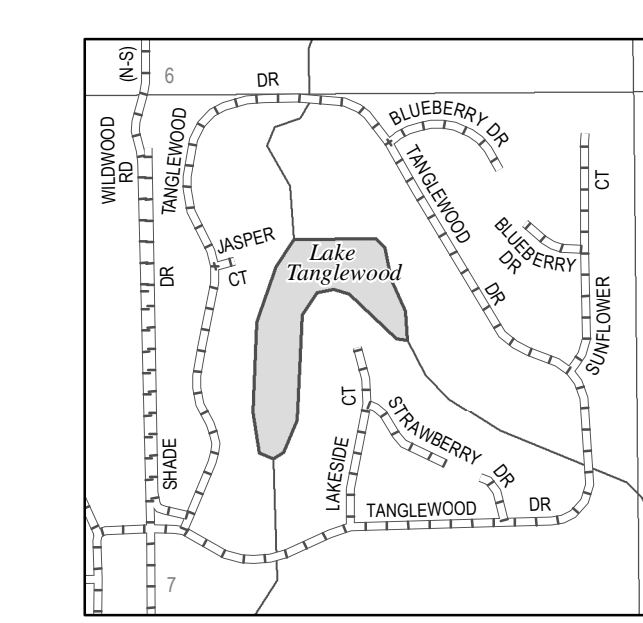 (N-S)
6
DR
WILDWOOD
RD
TANGLEWOOD
BLUEBERRY DR
TANGLEWOOD
DR
CT
JASPER
CT
Lake
Tanglewood
BLUEBERRY
DR
DR
SUNFLOWER
CT
STRAWBERRY
DR
SHADE
LAKESIDE
TANGLEWOOD
DR
7